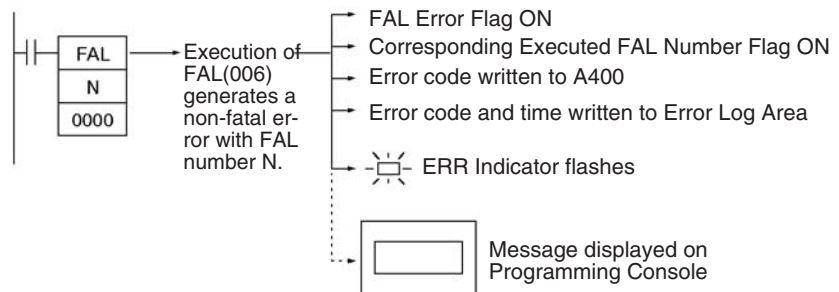 FAL
N
0000
Execution of
FAL(006)
generates a
non-fatal er-
ror with FAL
number N.
FAL Error Flag ON
Corresponding Executed FAL Number Flag ON
Error code written to A400
Error code and time written to Error Log Area
ERR Indicator flashes
Message displayed on
Programming Console